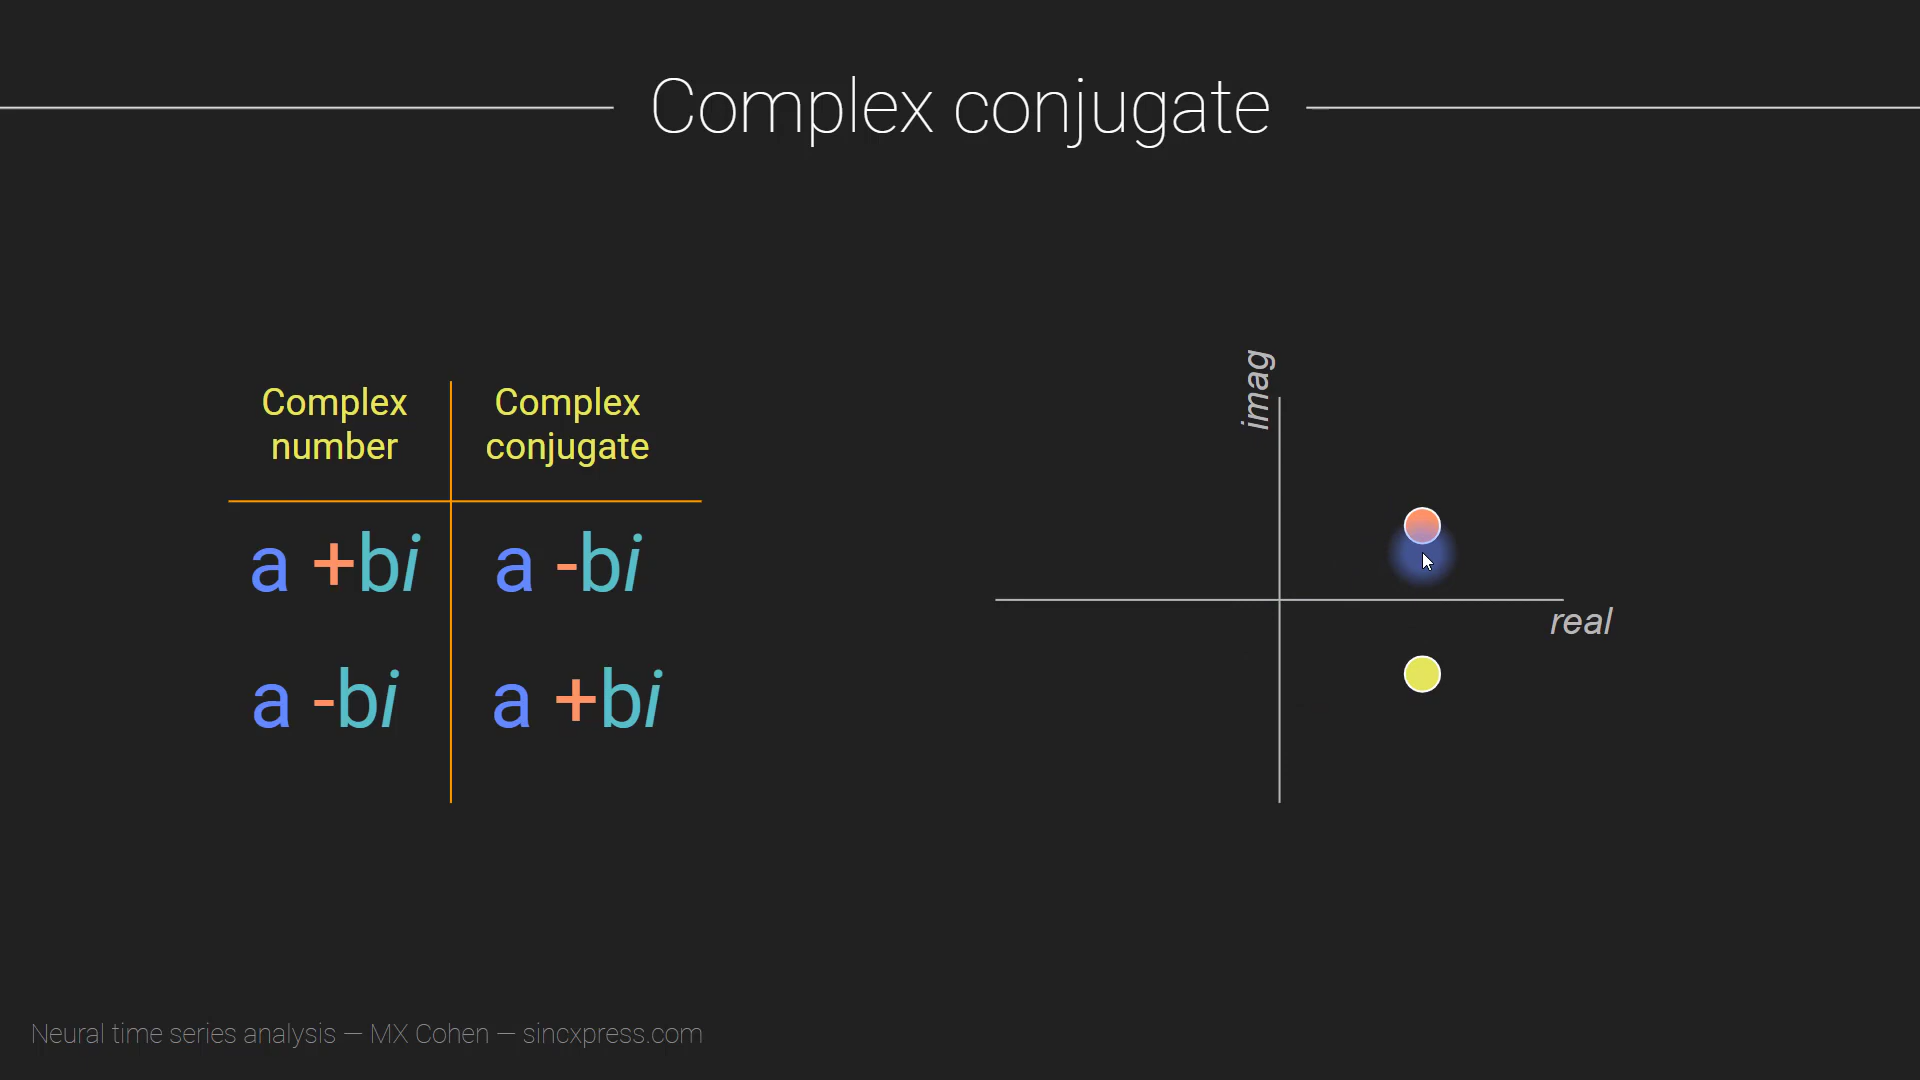 Complex conjugate
Complex
number
Complex
conjugate
a +bi
a -bi
a -bi
a +bi
imag
real
Neural time series analysis — MX Cohen — sincxpress.com